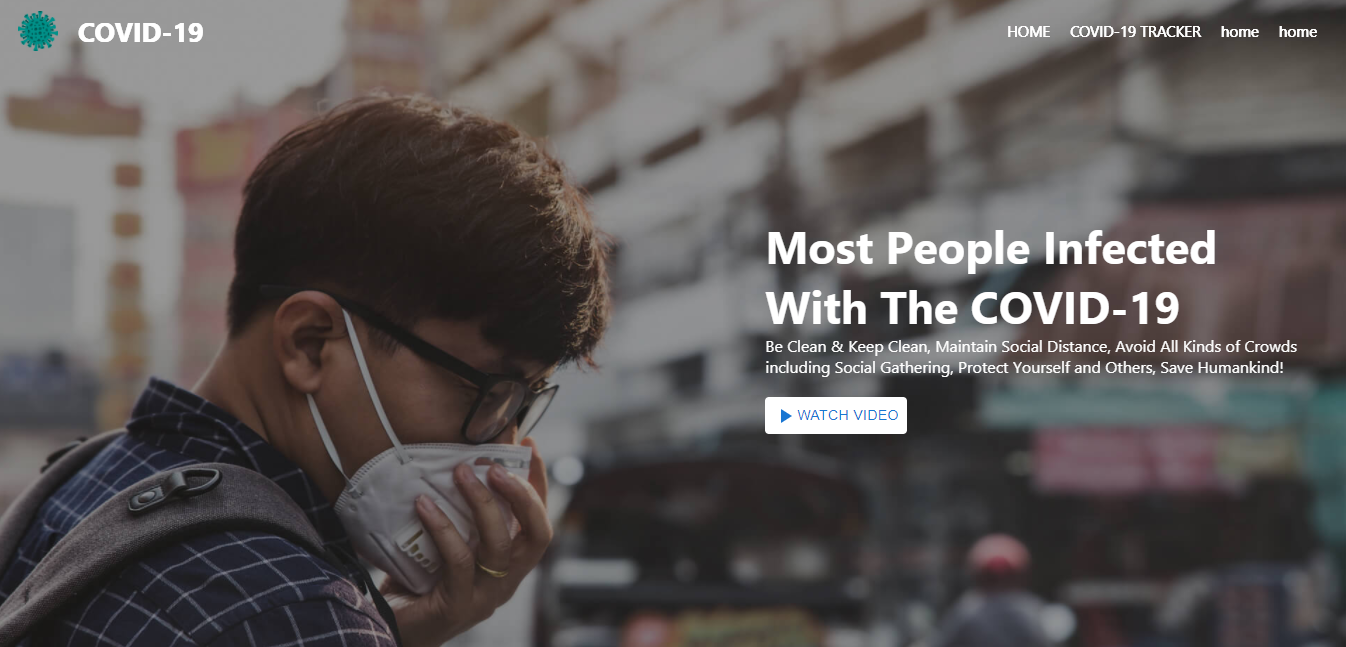 COVID-19
HOME COVID-19 TRACKER home home
Most People Infected
With The COVID-19
Be Clean & Keep Clean, Maintain Social Distance, Avoid All Kinds of Crowds
including Social Gathering, Protect Yourself and Others, Save Humankind!
WATCH VIDEO